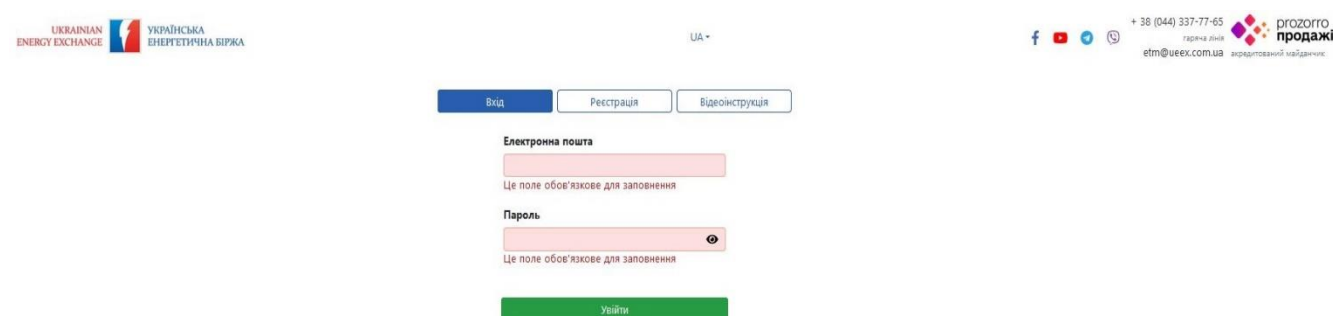 UKRAINIAN
ENERGY EXCHANGE
УКРАЇНСЬКА
ЕНЕРГЕТИЧНА БІРЖА
UA
+ 38 (044) 337-77-65
гаряча лінія
etm@ueex.com.ua
prozorro
продажі
акредитований майданчик
Вхід
Реєстрація
Відеоінструкція
Електронна пошта
Це поле обов'язкове для заповнення
Пароль
Це поле обов'язкове для заповнення
Увійти